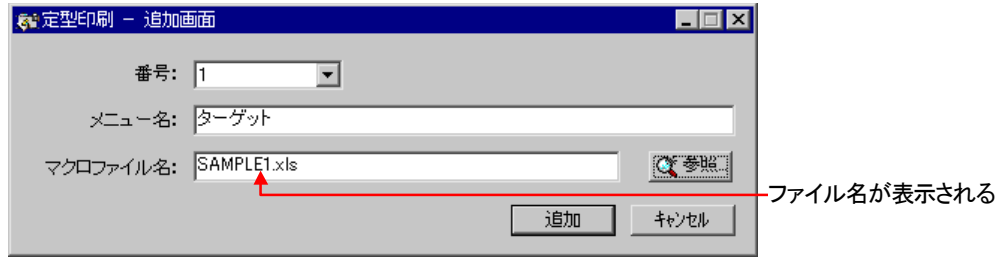 定型印刷 － 追加画面
番号: 1
メニュー名: ターゲット
マクロファイル名: SAMPLE1.xls 参照...
ファイル名が表示される
追加 キャンセル